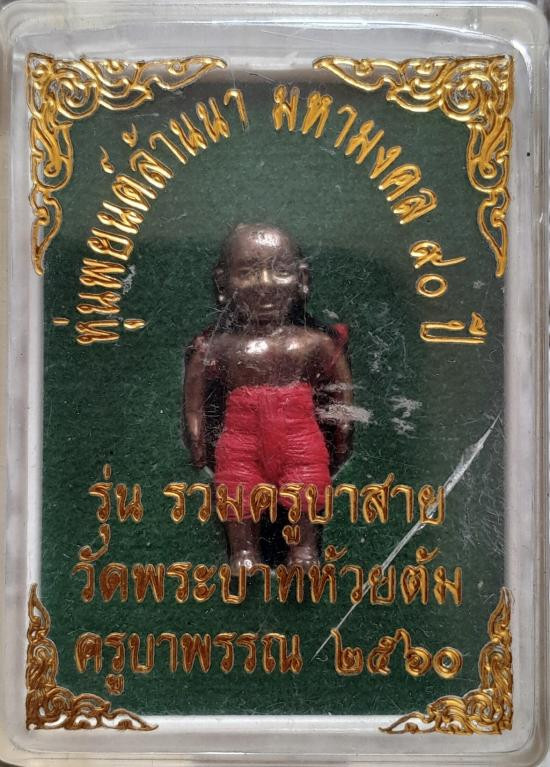 หุ่นพยนต์ล้านนา มหามงคล ๙๐ ปี
รุ่น รวมครูบาสาย
วัดพระบาทห้วยต้ม
ครูบาพรรณ ๒๕๖๐